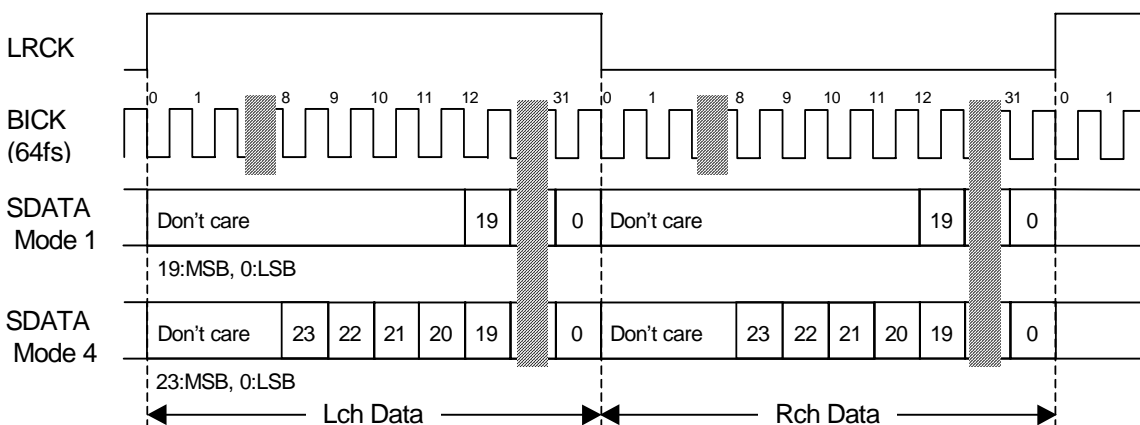 LRCK
0 1 8 9 10 11 12 31 0 1 8 9 10 11 12 31 0 1
BICK
(64fs)
SDATA
Mode 1
Don't care 19 0 Don't care 19 0
19:MSB, 0:LSB
SDATA
Mode 4
Don't care 23 22 21 20 19 0 Don't care 23 22 21 20 19 0
23:MSB, 0:LSB
Lch Data Rch Data